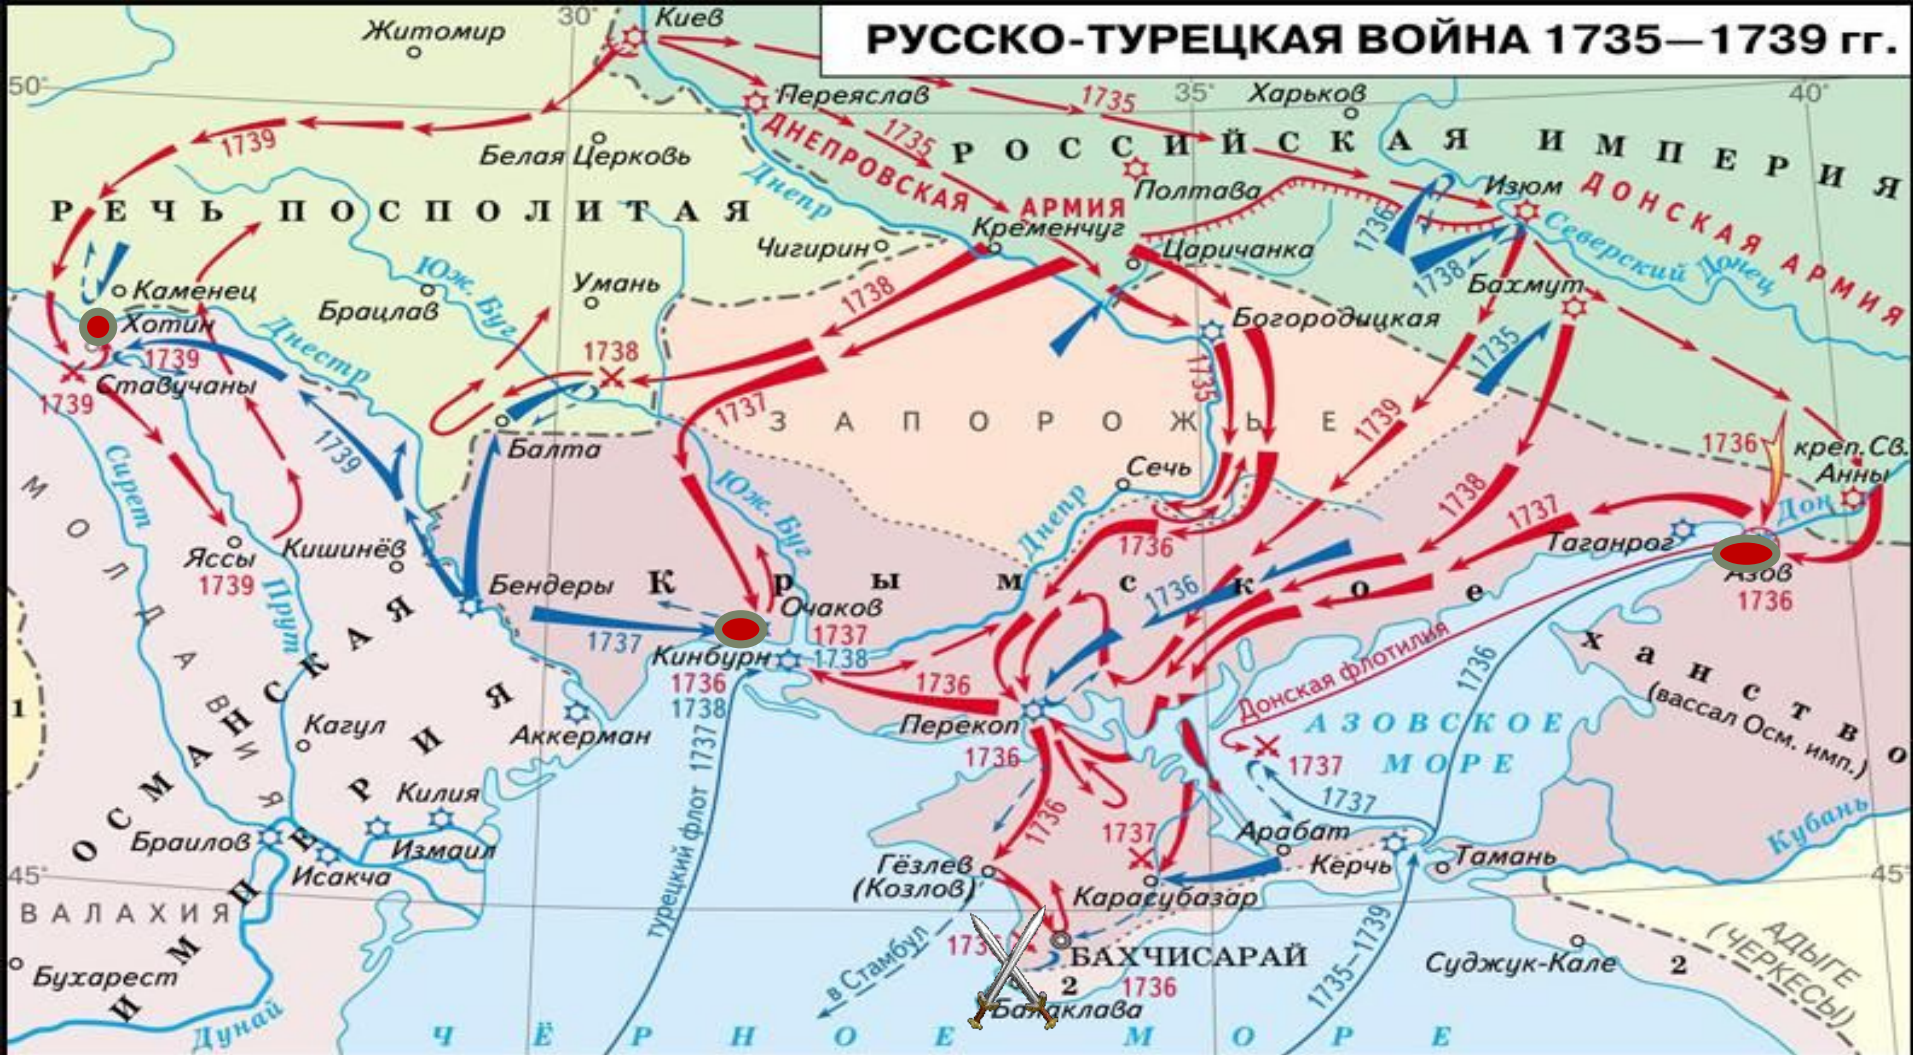 РУССКО-ТУРЕЦКАЯ ВОЙНА 1735—1739 гг.
30°
Киев
Житомир
50°
Переяслав
1735
35°
Харьков
40°
1739
Белая Церковь
ДНЕПРОВСКАЯ АРМИЯ
1735
РОССИЙСКАЯ ИМПЕРИЯ
Днепр
Полтава
Изюм
ДОНСКАЯ АРМИЯ
РЕЧЬ ПОСПОЛИТАЯ
Кременчуг
1736
Северский Донец
Чигирин
Царичанка
1738
Каменец
Юж. Буг
Умань
1738
Бахмут
Брацлав
Хотин
Днестр
Богородицкая
1739
1738
1735
1735
Ставучаны
1739
1737
ЗАПОРОЖЬЕ
1739
1736
креп. Св.
Анны
Сирет
1739
Балта
Сечь
МОЛДАВИЯ
Юж. Буг
Днепр
1738
1737
Дон
Яссы
1739
Кишинёв
1736
Таганрог
Азов
1736
Прут
Бендеры
Крымское
1736
Очаков
1737
1737
1738
Кинбурн
1736
1738
1736
Донская флотилия
1736
ханство
(вассал Осм. имп.)
1
ОСМАНСКАЯ
ИМПЕРИЯ
Кагул
Аккерман
Перекоп
1736
АЗОВСКОЕ
МОРЕ
1737
турецкий флот 1737
Килия
1736
1737
1737
Браилов
Измаил
Арабат
Кубань
Исакча
Гёзлев
(Козлов)
Керчь
Тамань
45°
45°
Карасубазар
ВАЛАХИЯ
1736
БАХЧИСАРАЙ
в Стамбул
1735—1739
Суджук-Кале
2
АДЫГЕ
(ЧЕРКЕСЫ)
Бухарест
2
1736
Балаклава
Дунай
ЧЁРНОЕ МОРЕ